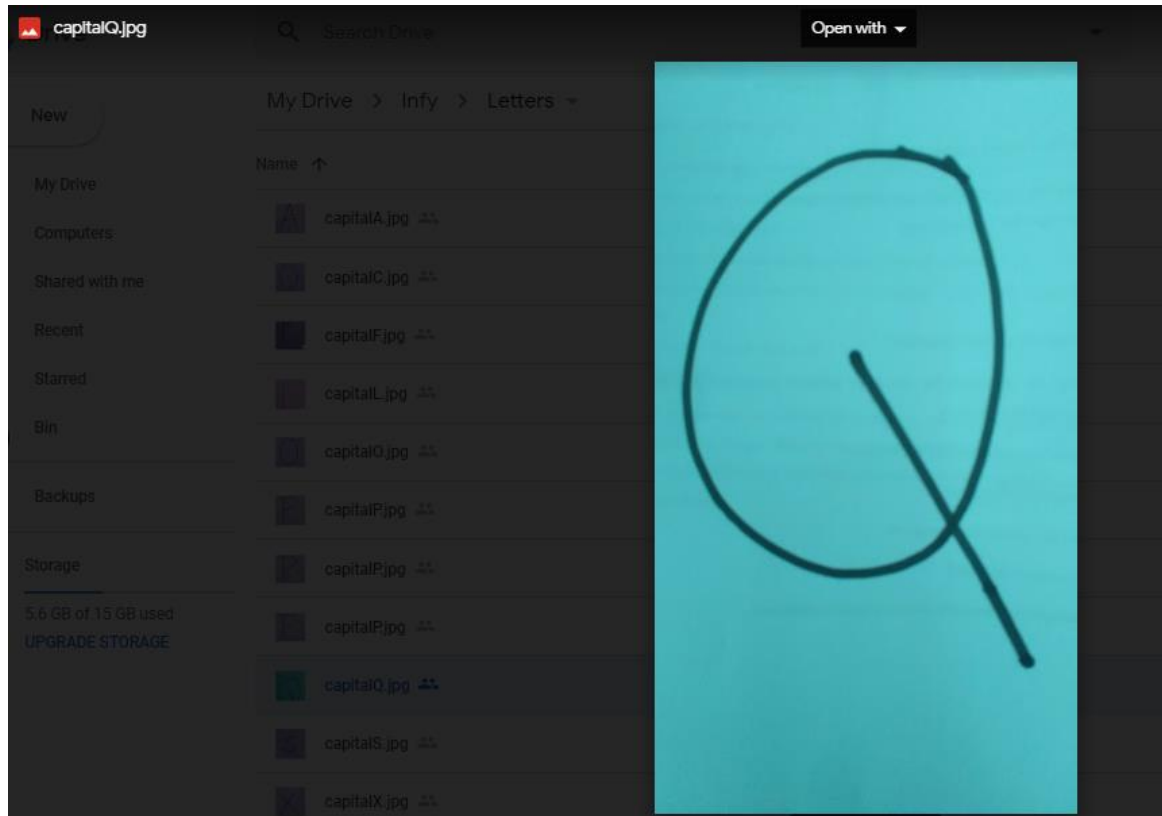 capitalQ.jpg
Search Drive
Open with
My Drive > Infy > Letters
New
Name
My Drive
Computers
Shared with me
Recent
Starred
Bin
Backups
Storage
5.6 GB of 15 GB used
UPGRADE STORAGE
capitalA.jpg
capitalC.jpg
capitalF.jpg
capitalL.jpg
capitalO.jpg
capitalP.jpg
capitalP.jpg
capitalP.jpg
capitalQ.jpg
capitalS.jpg
capitalX.jpg
Q